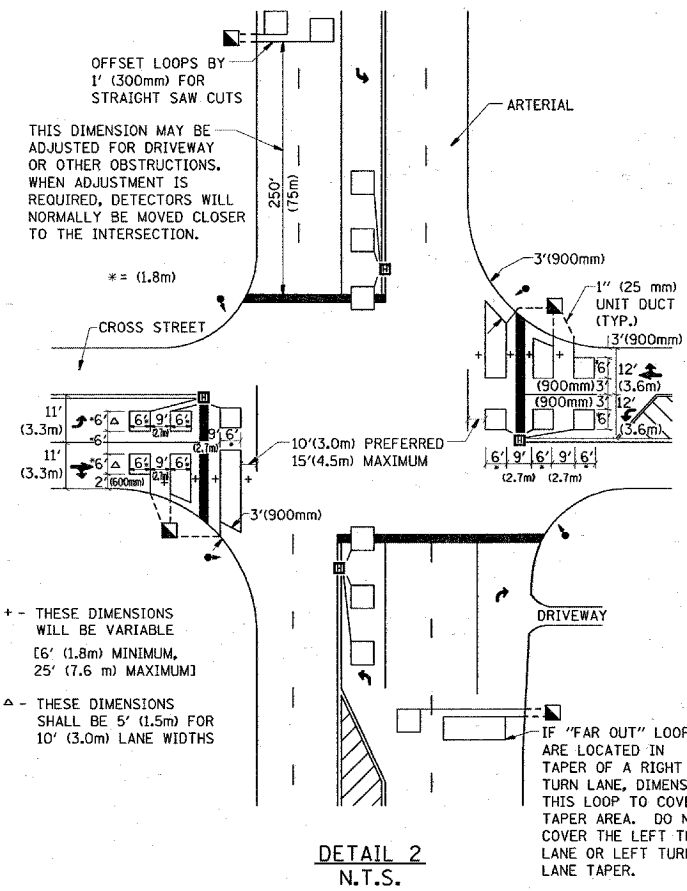 OFFSET LOOPS BY
1' (300mm) FOR
STRAIGHT SAW CUTS
ARTERIAL
THIS DIMENSION MAY BE
ADJUSTED FOR DRIVEWAY
OR OTHER OBSTRUCTIONS.
WHEN ADJUSTMENT IS
REQUIRED, DETECTORS WILL
NORMALLY BE MOVED CLOSER
TO THE INTERSECTION.
250'
(75m)
* = (1.8m)
3'(900mm)
1" (25 mm)
UNIT DUCT
(TYP.)
CROSS STREET
3'(900mm)
*6'
12'
(3.6m)
(900mm) 3'
(900mm) 3'
12'
(3.6m)
*6'
6' 9' 6' 9' 6'
* * *
(2.7m) (2.7m)
11'
(3.3m)
*6' Δ 6' 9' 6'
(2.7m)
*6'
(2.7m)
9' 6'
11'
(3.3m)
*6' Δ 6' 9' 6'
2' (600mm)
10'(3.0m) PREFERRED
15'(4.5m) MAXIMUM
3'(900mm)
H
H
H
H
+ - THESE DIMENSIONS
WILL BE VARIABLE
[6' (1.8m) MINIMUM,
25' (7.6 m) MAXIMUM]
Δ - THESE DIMENSIONS
SHALL BE 5' (1.5m) FOR
10' (3.0m) LANE WIDTHS
DRIVEWAY
IF "FAR OUT" LOOP
ARE LOCATED IN
TAPER OF A RIGHT
TURN LANE, DIMENS
THIS LOOP TO COVE
TAPER AREA. DO N
COVER THE LEFT TH
LANE OR LEFT TURN
LANE TAPER.
DETAIL 2
N.T.S.